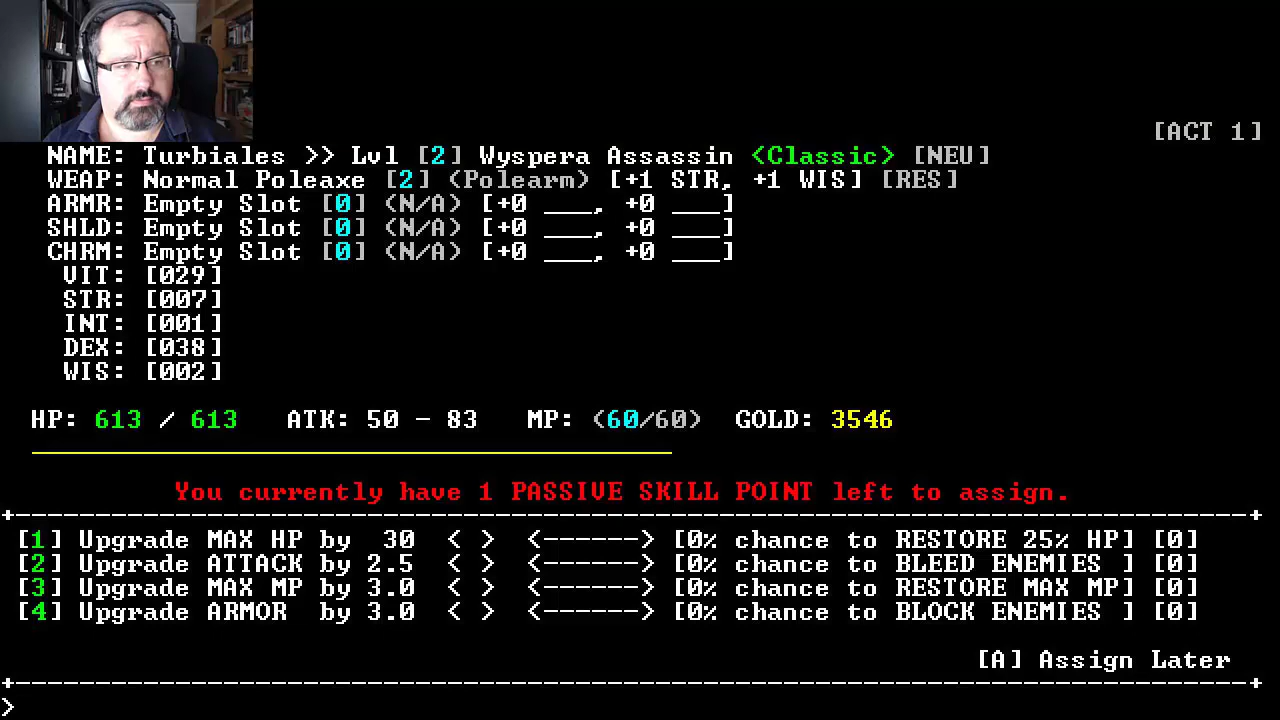 [ACT 1]
NAME: Turbiales >> Lvl [2] Wyspera Assassin <Classic> [NEU]
WEAP: Normal Poleaxe [2] (Polearm) [+1 STR, +1 WIS] [RES]
ARMR: Empty Slot [0] (N/A) [+0 ___, +0 ___]
SHLD: Empty Slot [0] (N/A) [+0 ___, +0 ___]
CHRM: Empty Slot [0] (N/A) [+0 ___, +0 ___]
VIT: [029]
STR: [007]
INT: [001]
DEX: [038]
WIS: [002]
HP: 613 / 613 ATK: 50 - 83 MP: (60/60) GOLD: 3546
You currently have 1 PASSIVE SKILL POINT left to assign.
[1] Upgrade MAX HP by 30 < > <------> [0% chance to RESTORE 25% HP] [0]
[2] Upgrade ATTACK by 2.5 < > <------> [0% chance to BLEED ENEMIES ] [0]
[3] Upgrade MAX MP by 3.0 < > <------> [0% chance to RESTORE MAX MP] [0]
[4] Upgrade ARMOR by 3.0 < > <------> [0% chance to BLOCK ENEMIES ] [0]
[A] Assign Later
>